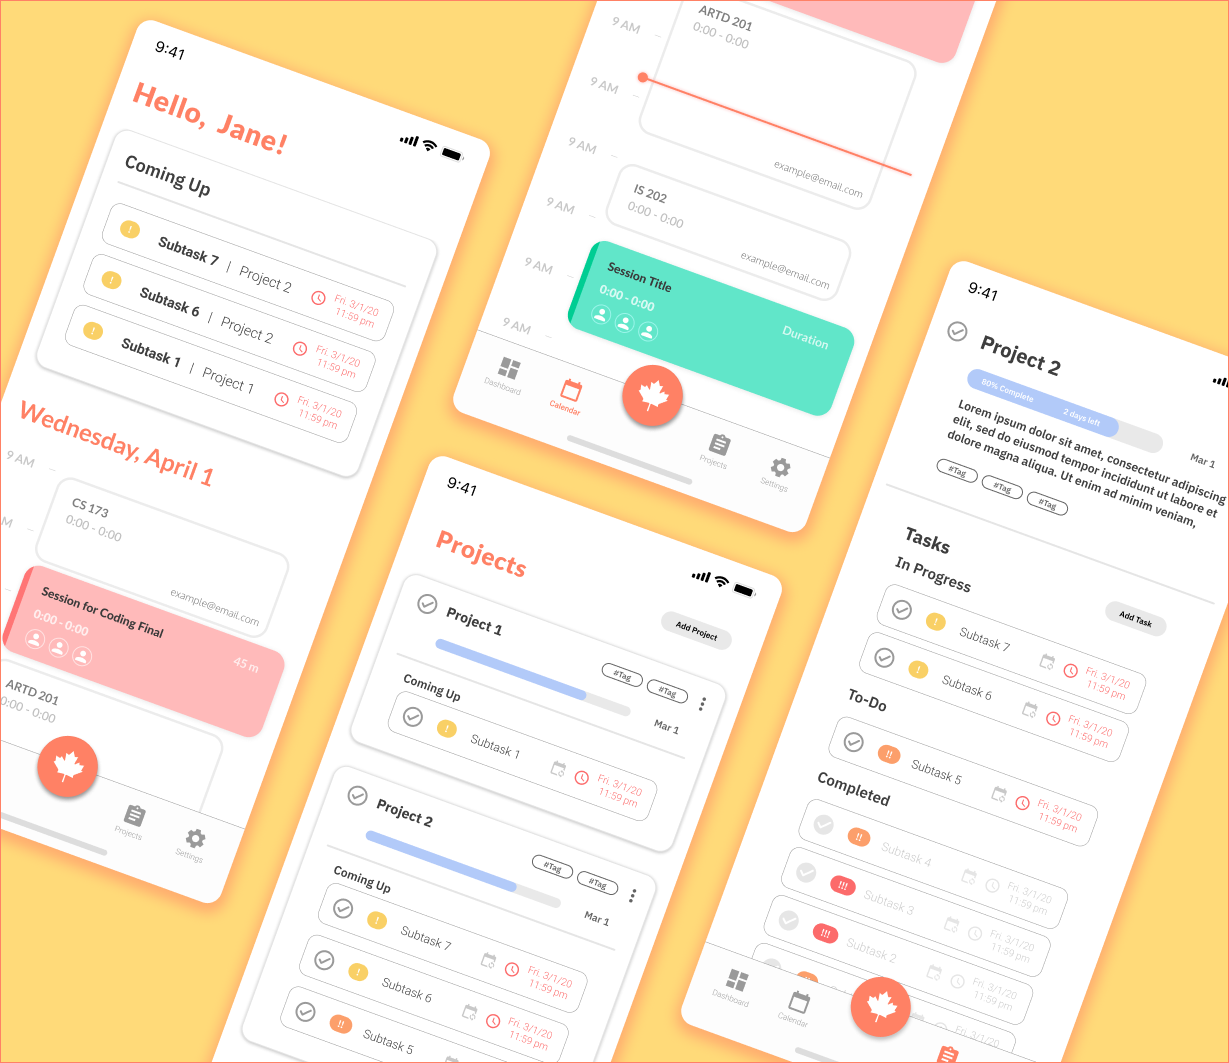 9:41
Hello, Jane!
Coming Up
! Subtask 7 | Project 2
Fri. 3/1/20
11:59 pm
! Subtask 6 | Project 2
Fri. 3/1/20
11:59 pm
! Subtask 1 | Project 1
Fri. 3/1/20
11:59 pm
Wednesday, April 1
9 AM
CS 173
0:00 - 0:00
example@email.com
Session for Coding Final
0:00 - 0:00
45 m
ARTD 201
0:00 - 0:00
Projects
Settings
9 AM
ARTD 201
0:00 - 0:00
9 AM
example@email.com
9 AM
IS 202
0:00 - 0:00
9 AM
example@email.com
9 AM
Session Title
0:00 - 0:00
Duration
9 AM
Dashboard
Calendar
Projects
Settings
9:41
Projects
Add Project
Project 1
#Tag #Tag
Mar 1
Coming Up
! Subtask 1
Fri. 3/1/20
11:59 pm
Project 2
#Tag #Tag
Mar 1
Coming Up
! Subtask 7
Fri. 3/1/20
11:59 pm
! Subtask 6
Fri. 3/1/20
11:59 pm
!! Subtask 5
Fri. 3/1/20
11:59 pm
9:41
Project 2
80% Complete 2 days left
Mar 1
Lorem ipsum dolor sit amet, consectetur adipiscing
elit, sed do eiusmod tempor incididunt ut labore et
dolore magna aliqua. Ut enim ad minim veniam,
#Tag #Tag #Tag
Tasks
Add Task
In Progress
! Subtask 7
Fri. 3/1/20
11:59 pm
! Subtask 6
Fri. 3/1/20
11:59 pm
To-Do
!! Subtask 5
Fri. 3/1/20
11:59 pm
Completed
!! Subtask 4
Fri. 3/1/20
11:59 pm
!!! Subtask 3
Fri. 3/1/20
11:59 pm
!!! Subtask 2
Fri. 3/1/20
11:59 pm
!!
Fri. 3/1/20
Dashboard
Calendar